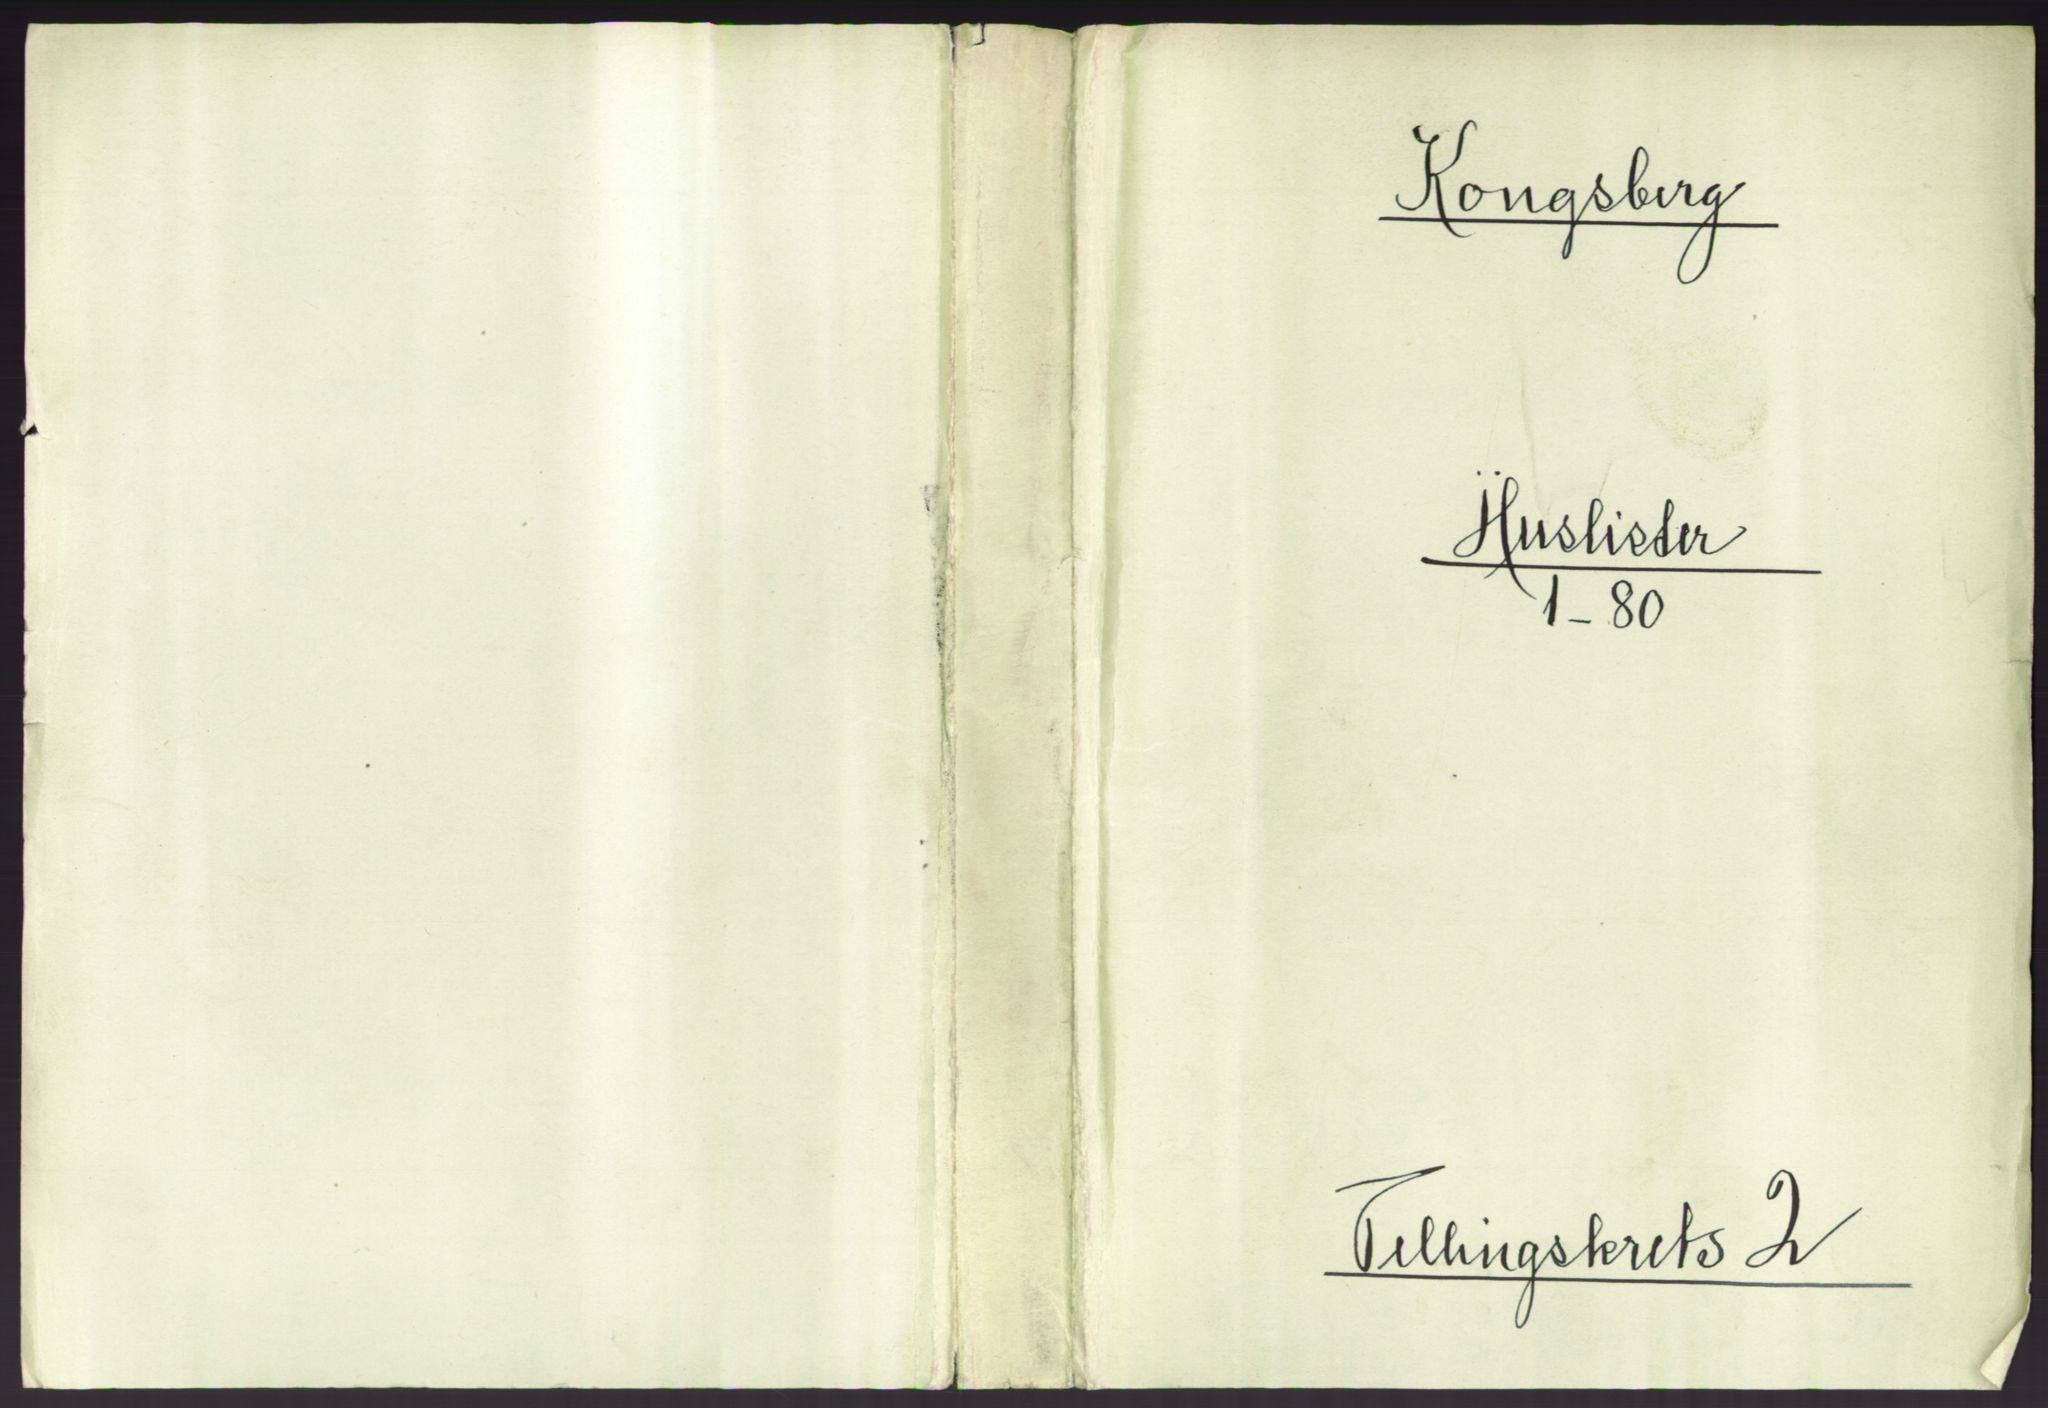 Kongsberg
Huslister
1-80
Tellingskrets 2